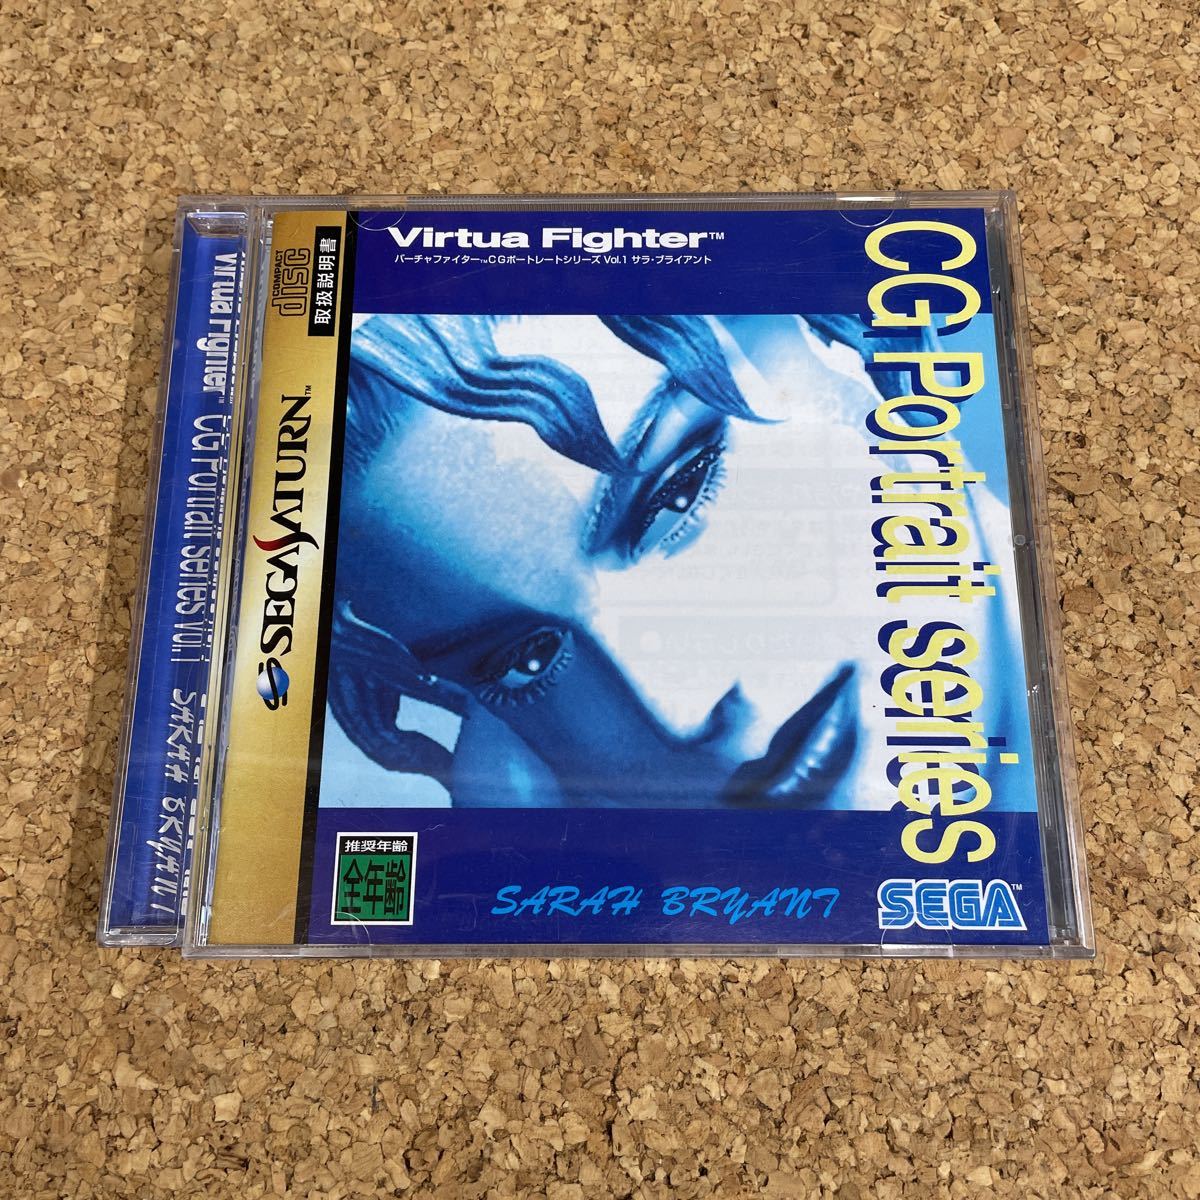 Virtua Fighter™
バーチャファイター™CGポートレートシリーズ Vol.1 サラ・ブライアント
CG Portrait series
COMPACT
disc
取扱説明書
SEGA SATURN™
推奨年齢
全年齢
SARAH BRYANT
SEGA™
Virtua Fighter™ CG Portrait series vol.1 SARAH BRYANT